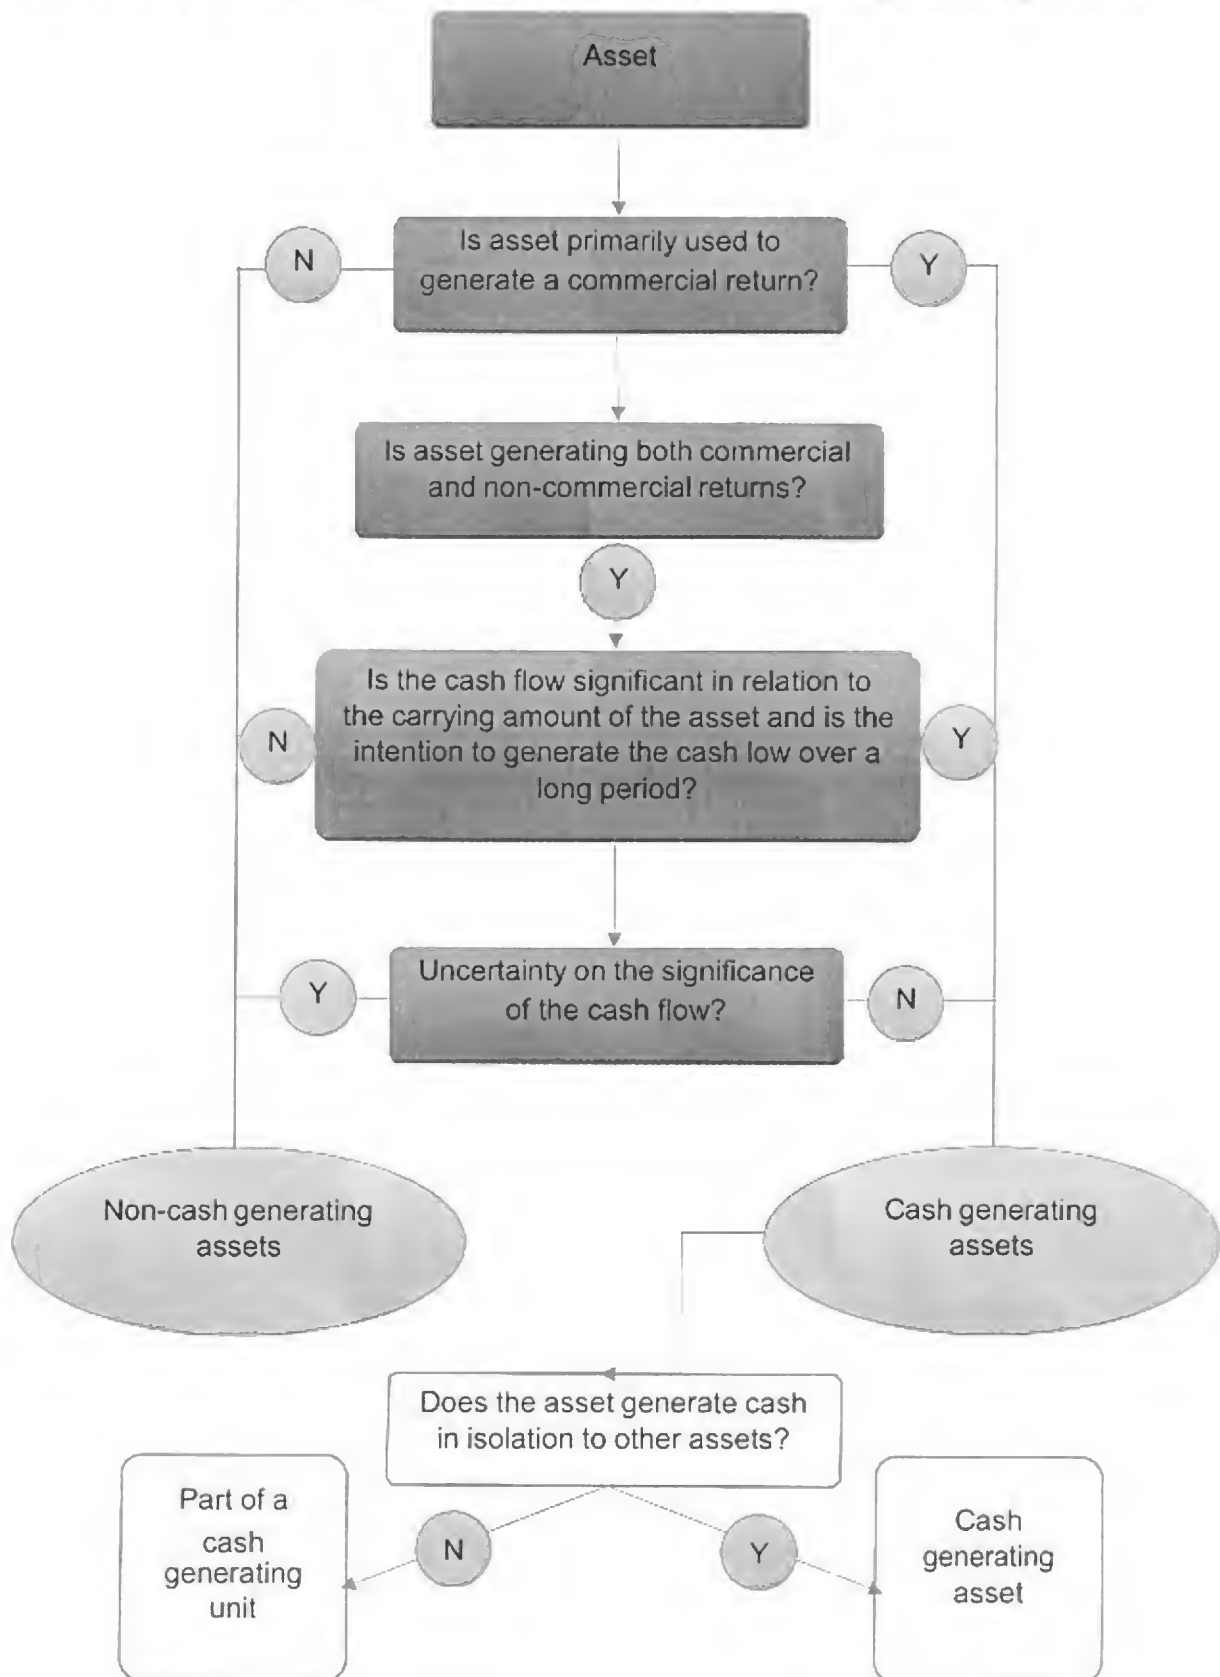 Asset
N
Is asset primarily used to
generate a commercial return?
Y
Is asset generating both commercial
and non-commercial returns?
Y
N
Is the cash flow significant in relation to
the carrying amount of the asset and is the
intention to generate the cash low over a
long period?
Y
Y
Uncertainty on the significance
of the cash flow?
N
Non-cash generating
assets
Cash generating
assets
Does the asset generate cash
in isolation to other assets?
Part of a
cash
generating
unit
N
Y
Cash
generating
asset